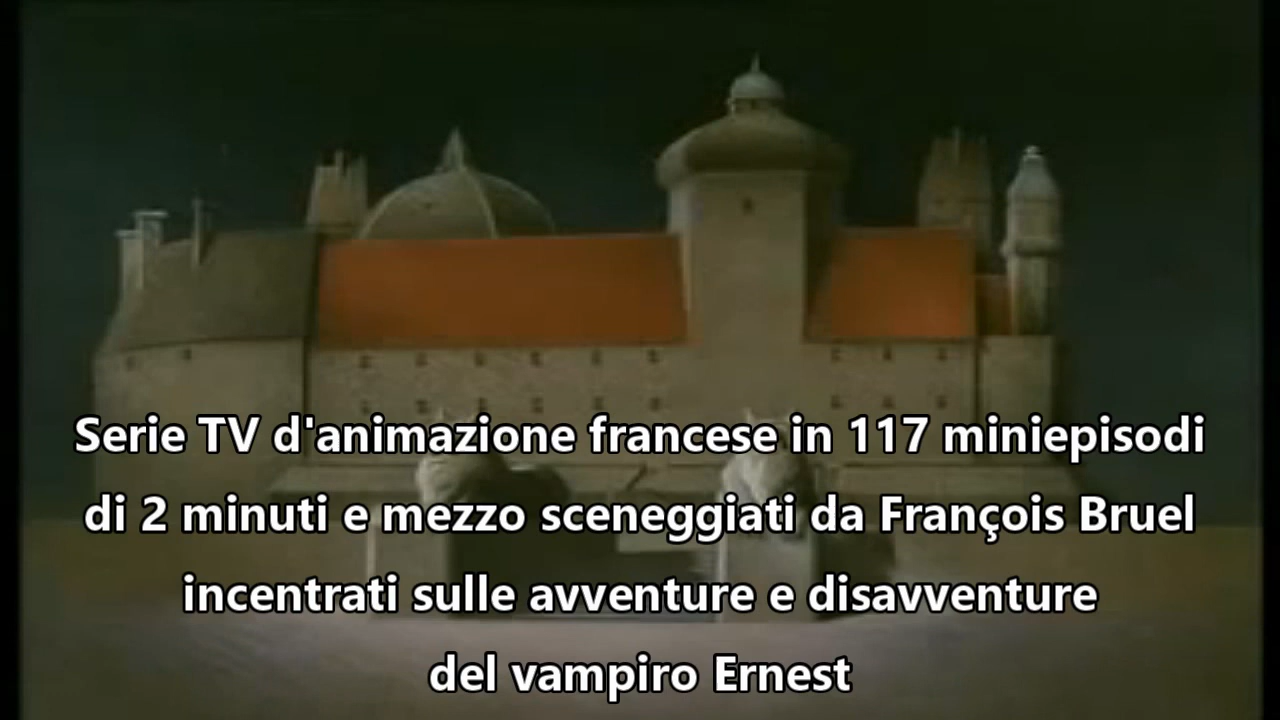 Serie TV d'animazione francese in 117 miniepisodi
di 2 minuti e mezzo sceneggiati da François Bruel
incentrati sulle avventure e disavventure
del vampiro Ernest